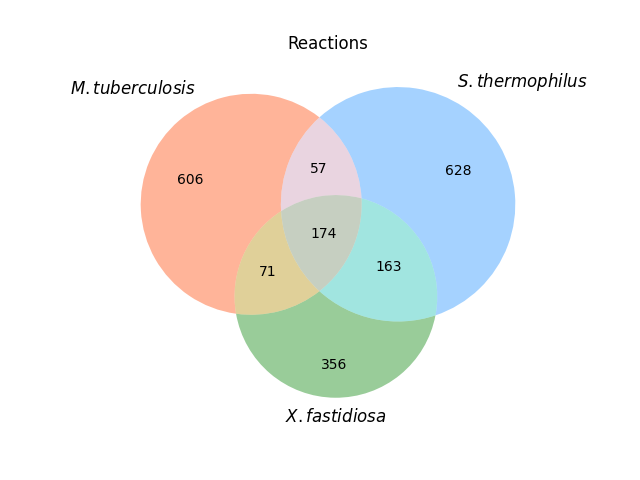 Reactions
M. tuberculosis
S. thermophilus
606
57
628
174
71
163
356
X. fastidiosa